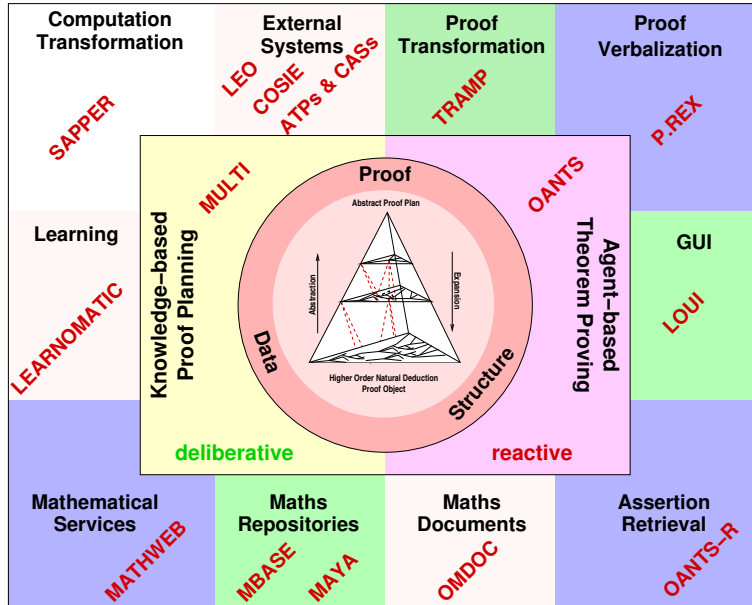 Computation
Transformation
SAPPER
External
Systems
LEO
COSIE
ATPs & CASs
Proof
Transformation
TRAMP
Proof
Verbalization
P.REX
Learning
LEARNOMATIC
Knowledge−based
Proof Planning
MULTI
deliberative
Proof
Data
Structure
Abstract Proof Plan
Abstraction
Expansion
Higher Order Natural Deduction
Proof Object
OANTS
Agent−based
Theorem Proving
reactive
GUI
LOUI
Mathematical
Services
MATHWEB
Maths
Repositories
MBASE
MAYA
Maths
Documents
OMDOC
Assertion
Retrieval
OANTS−R